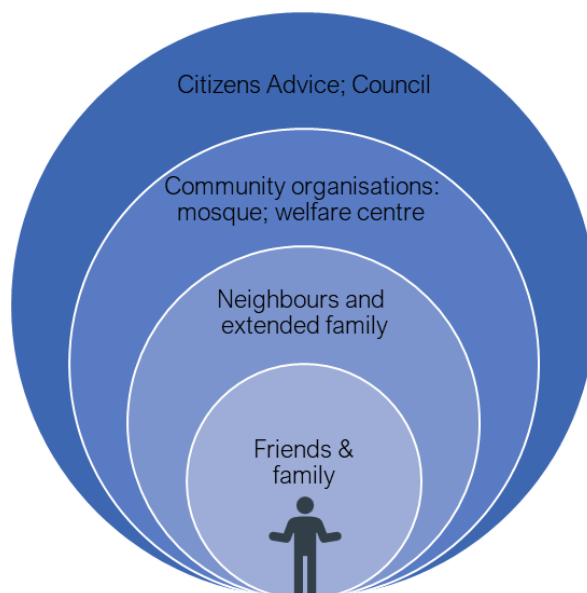 Citizens Advice; Council
Community organisations:
mosque; welfare centre
Neighbours and
extended family
Friends &
family